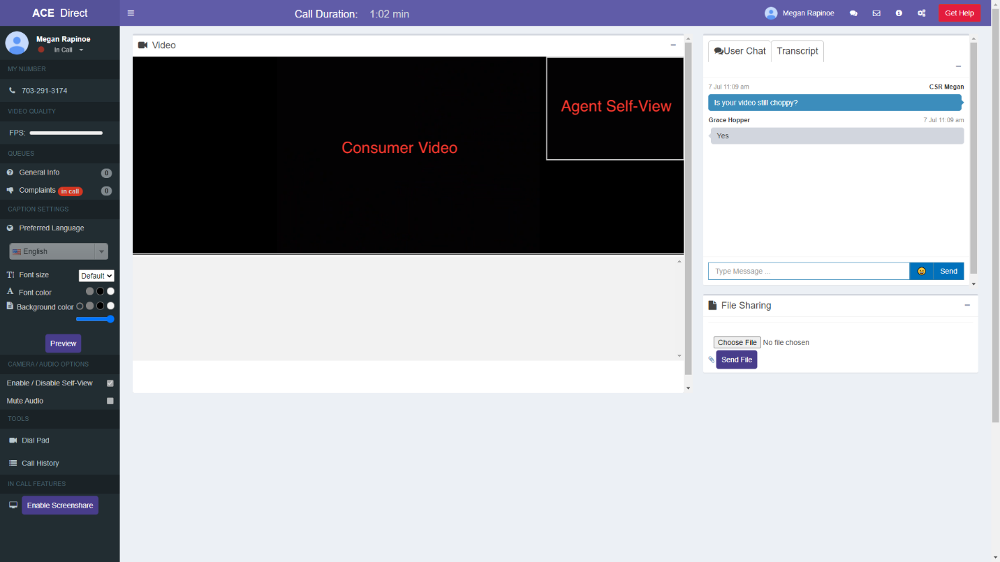 ACE Direct
Call Duration: 1:02 min
Megan Rapinoe
Get Help
Megan Rapinoe
In Call
MY NUMBER
703-291-3174
VIDEO QUALITY
FPS:
QUEUES
General Info 0
Complaints in call 0
CAPTION SETTINGS
Preferred Language
English
Font size Default
Font color
Background color
Preview
CAMERA / AUDIO OPTIONS
Enable / Disable Self-View
Mute Audio
TOOLS
Dial Pad
Call History
IN CALL FEATURES
Enable Screenshare
Video
Consumer Video
Agent Self-View
User Chat Transcript
7 Jul 11:09 am CSR Megan
Is your video still choppy?
Grace Hopper 7 Jul 11:09 am
Yes
Type Message ... Send
File Sharing
Choose File No file chosen
Send File